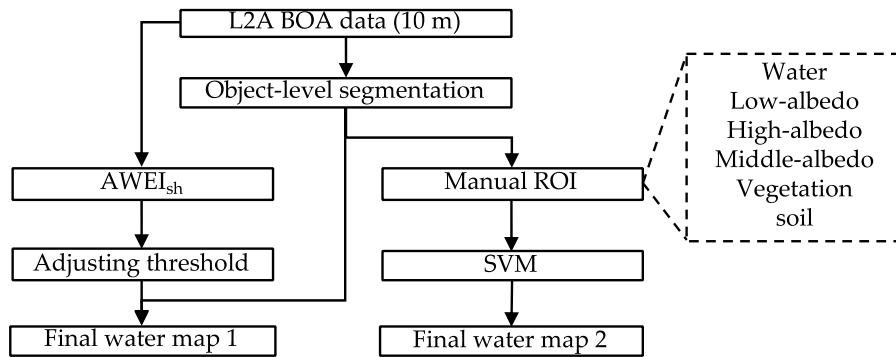 L2A BOA data (10 m)
Object-level segmentation
AWEIsh
Manual ROI
Adjusting threshold
SVM
Final water map 1
Final water map 2
Water
Low-albedo
High-albedo
Middle-albedo
Vegetation
soil